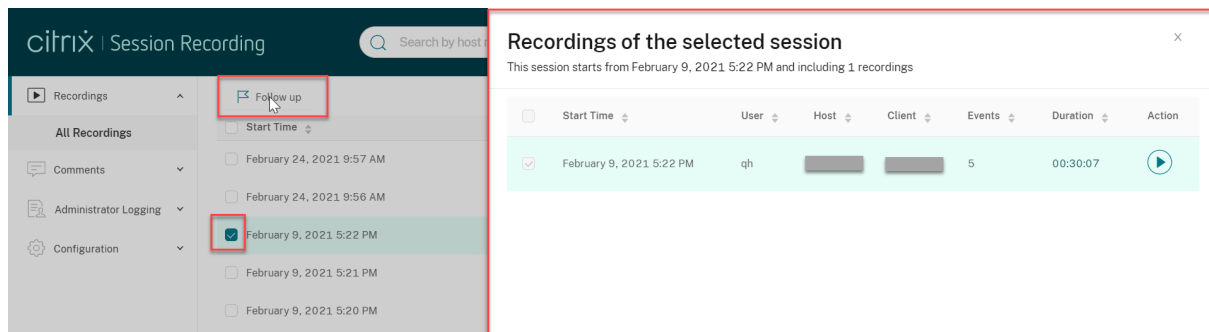 citrix | Session Recording
Search by host
Recordings
All Recordings
Comments
Administrator Logging
Configuration
Follow up
Start Time
February 24, 2021 9:57 AM
February 24, 2021 9:56 AM
February 9, 2021 5:22 PM
February 9, 2021 5:21 PM
February 9, 2021 5:20 PM
Recordings of the selected session
X
This session starts from February 9, 2021 5:22 PM and including 1 recordings
Start Time User Host Client Events Duration Action
February 9, 2021 5:22 PM qh 5 00:30:07